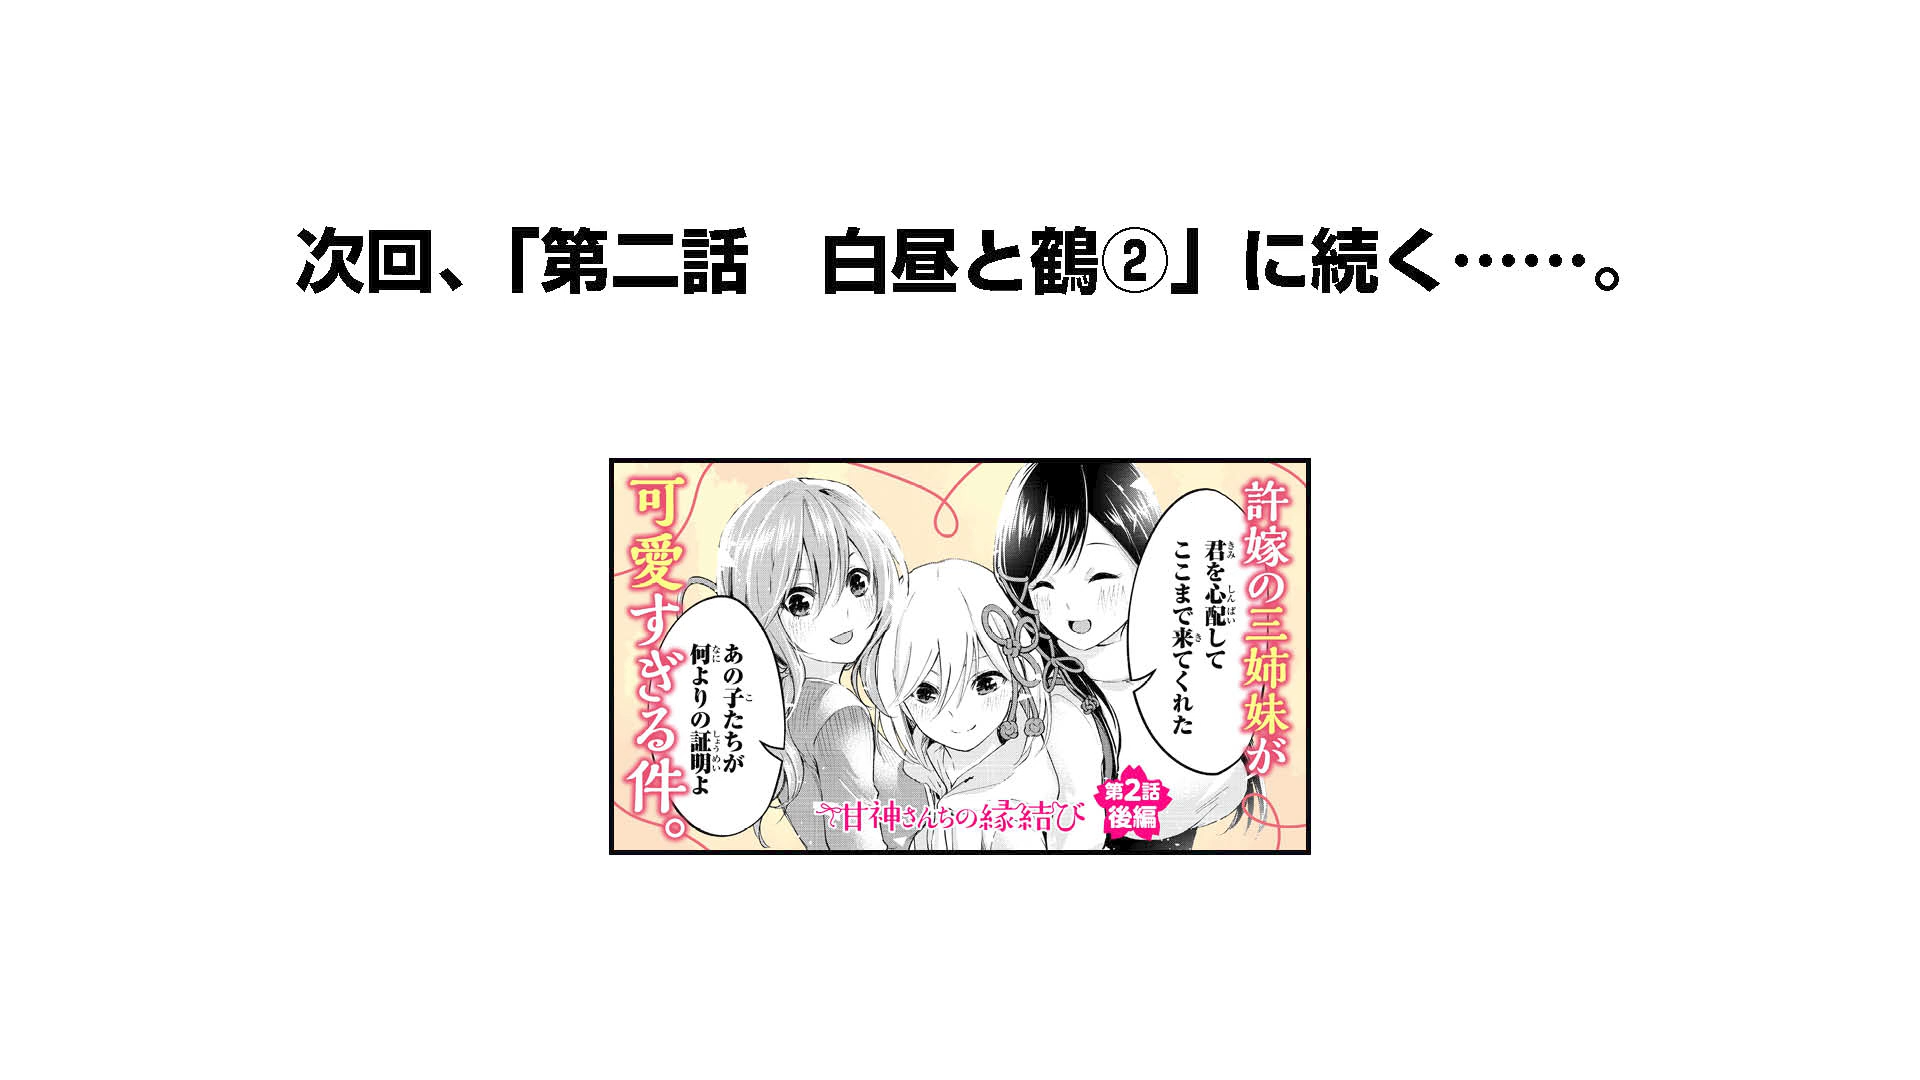 次回、「第二話　白昼と鶴②」に続く……。
許嫁の三姉妹が
君を心配して
ここまで来てくれた
あの子たちが
何よりの証明よ
可愛すぎる件。
甘神さんちの縁結び
第2話
後編